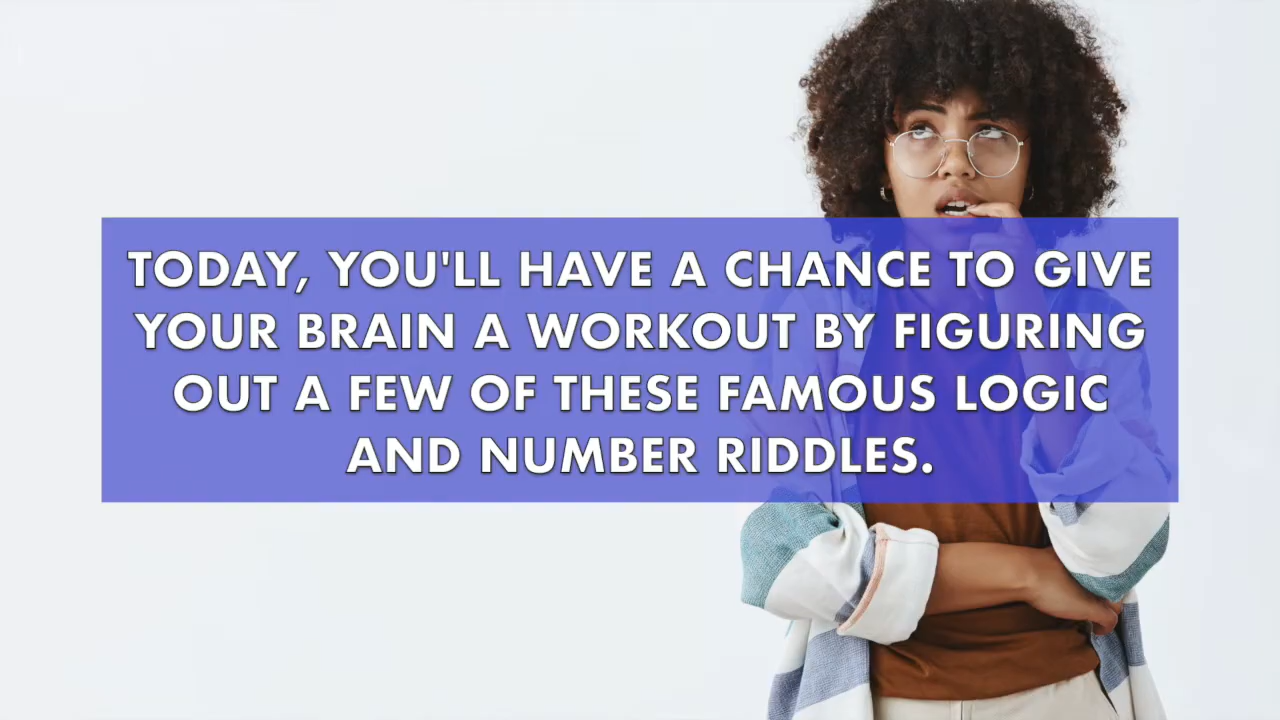 TODAY, YOU'LL HAVE A CHANCE TO GIVE
YOUR BRAIN A WORKOUT BY FIGURING
OUT A FEW OF THESE FAMOUS LOGIC
AND NUMBER RIDDLES.